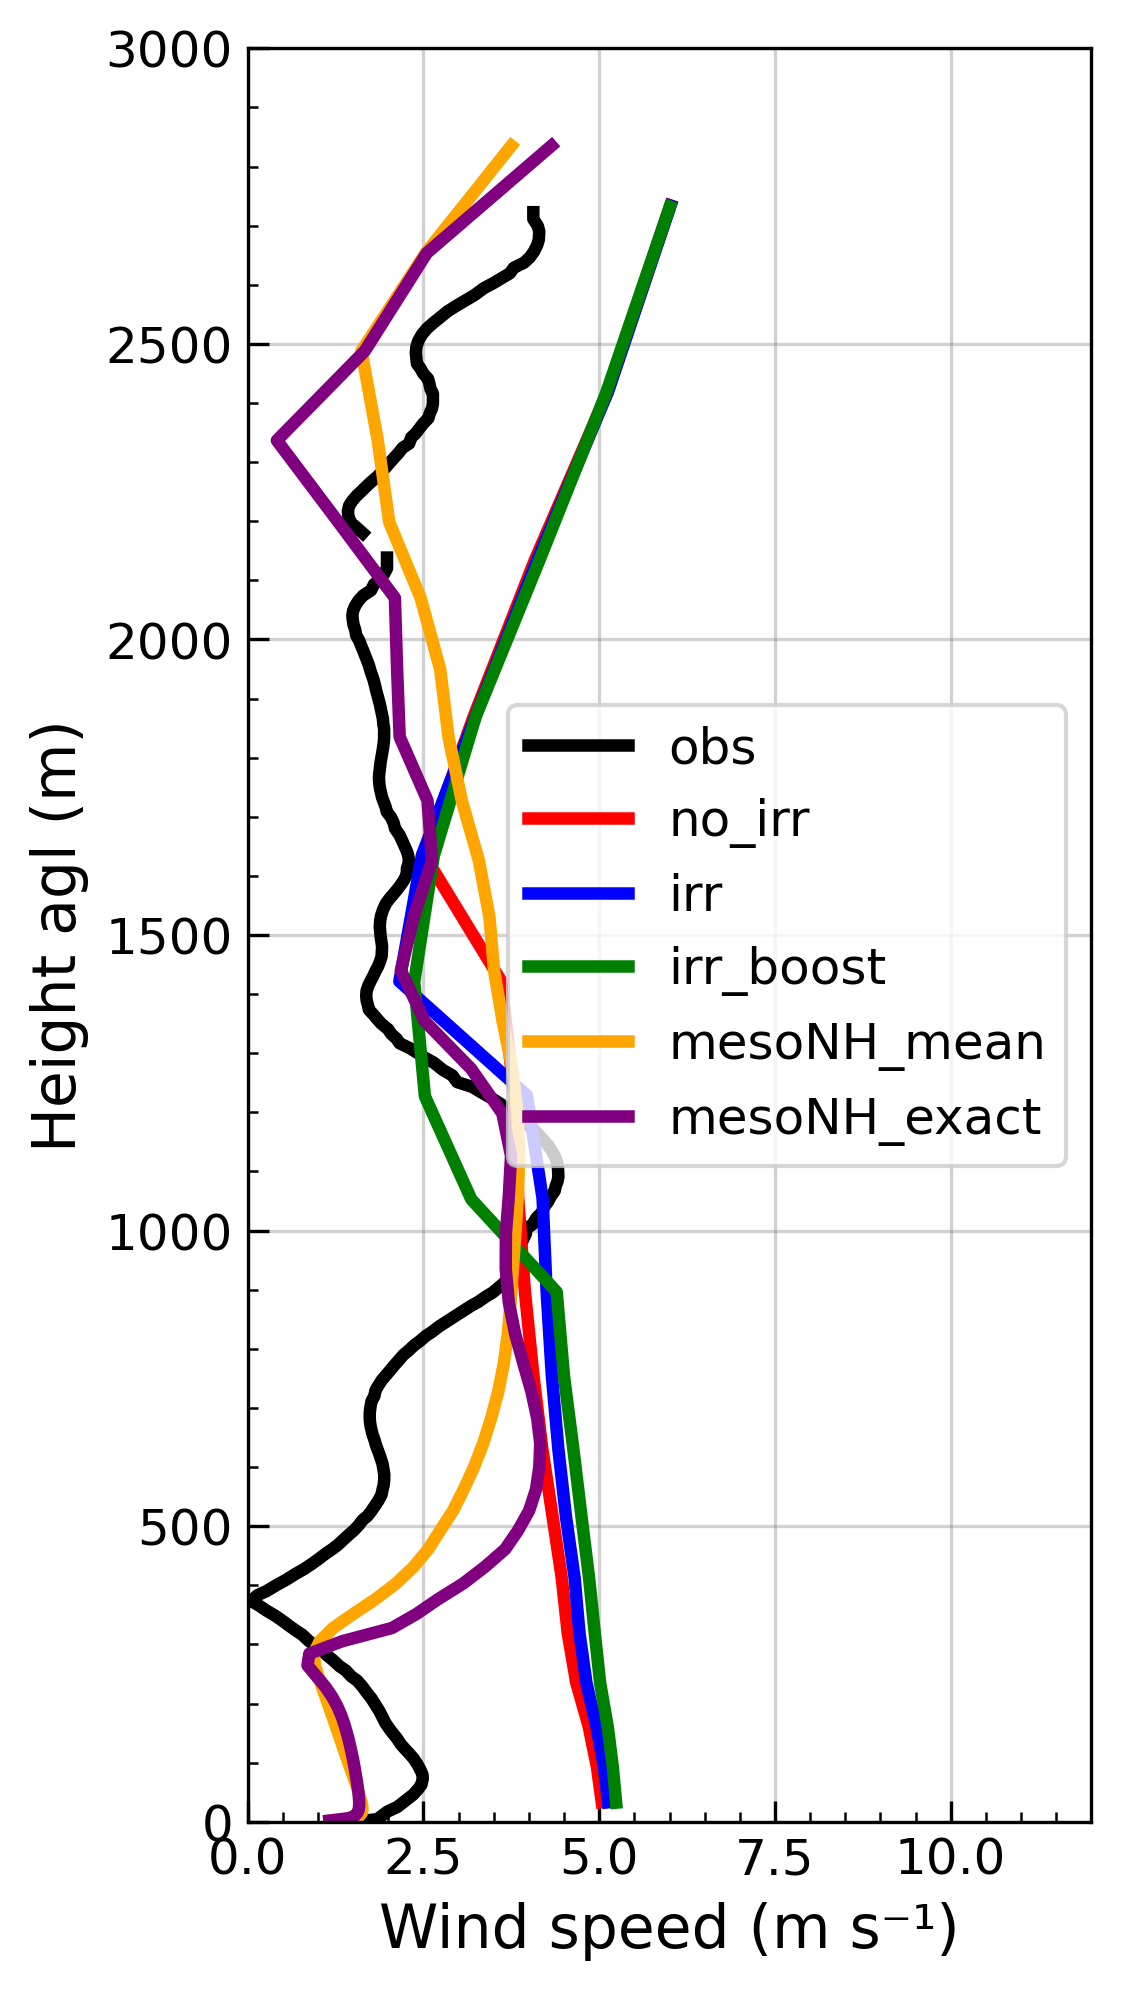 3000
2500
2000
1500
1000
500
0
Height agl (m)
obs
no_irr
irr
irr_boost
mesoNH_mean
mesoNH_exact
0.0 2.5 5.0 7.5 10.0
Wind speed (m s⁻¹)